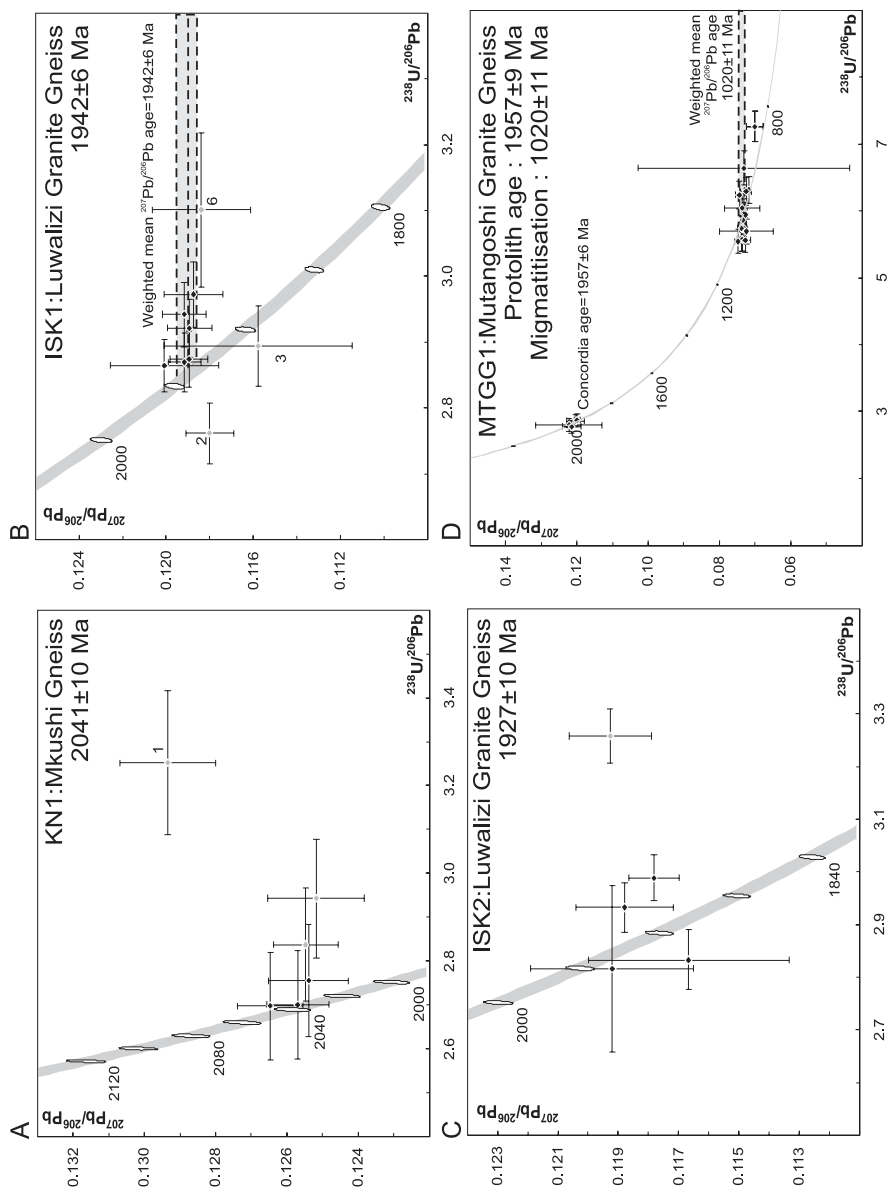 A
KN1:Mkushi Gneiss
2041±10 Ma
207Pb/206Pb
0.132
0.130
0.128
0.126
0.124
2120
2080
2040
2000
1
2.6
2.8
3.0
3.2
3.4
238U/206Pb
B
ISK1:Luwalizi Granite Gneiss
1942±6 Ma
207Pb/206Pb
0.124
0.120
0.116
0.112
Weighted mean 207Pb/206Pb age=1942±6 Ma
2000
1800
2
3
6
2.8
3.0
3.2
238U/206Pb
C
ISK2:Luwalizi Granite Gneiss
1927±10 Ma
207Pb/206Pb
0.123
0.121
0.119
0.117
0.115
0.113
2000
1840
2.7
2.9
3.1
3.3
238U/206Pb
D
MTGG1:Mutangoshi Granite Gneiss
Protolith age : 1957±9 Ma
Migmatitisation : 1020±11 Ma
207Pb/206Pb
0.14
0.12
0.10
0.08
0.06
2000
Concordia age=1957±6 Ma
1600
1200
800
Weighted mean
207Pb/206Pb age
1020±11 Ma
3
5
7
238U/206Pb